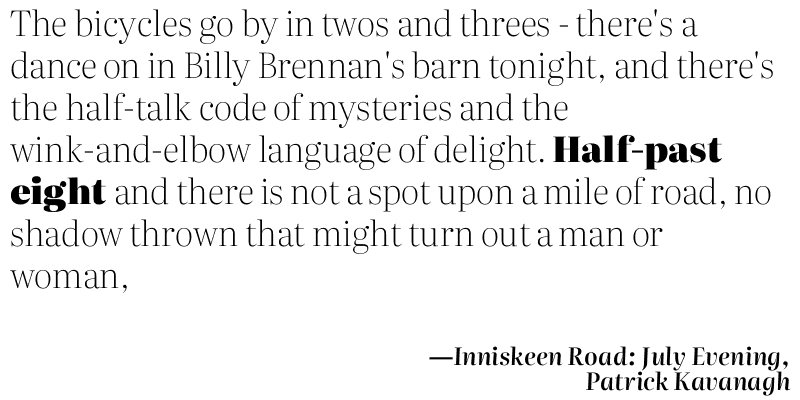 The bicycles go by in twos and threes - there's a
dance on in Billy Brennan's barn tonight, and there's
the half-talk code of mysteries and the
wink-and-elbow language of delight. Half-past
eight and there is not a spot upon a mile of road, no
shadow thrown that might turn out a man or
woman,
—Inniskeen Road: July Evening,
Patrick Kavanagh